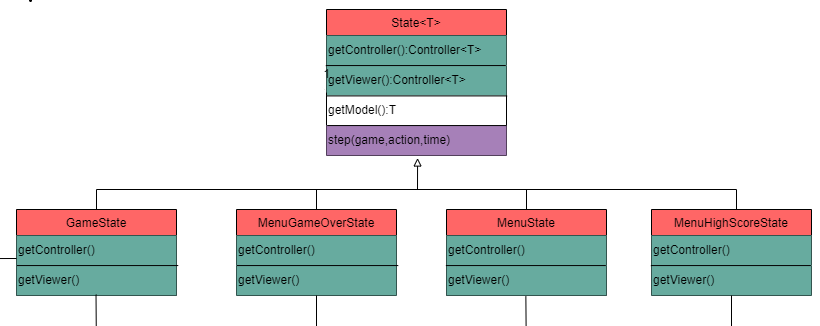 State<T>
getController():Controller<T>
getViewer():Controller<T>
getModel():T
step(game,action,time)
GameState
MenuGameOverState
MenuState
MenuHighScoreState
getController()
getController()
getController()
getController()
getViewer()
getViewer()
getViewer()
getViewer()